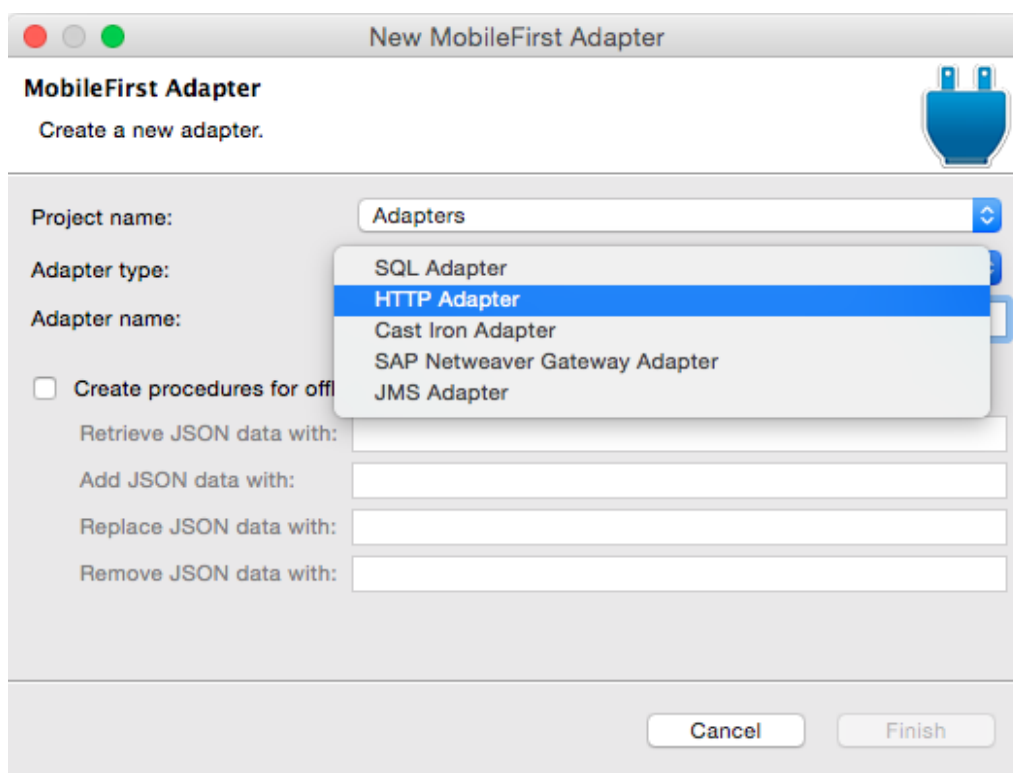 New MobileFirst Adapter
MobileFirst Adapter
Create a new adapter.
Project name: Adapters
Adapter type:
SQL Adapter
HTTP Adapter
Adapter name:
Cast Iron Adapter
SAP Netweaver Gateway Adapter
JMS Adapter
Create procedures for offl
Retrieve JSON data with:
Add JSON data with:
Replace JSON data with:
Remove JSON data with:
Cancel Finish